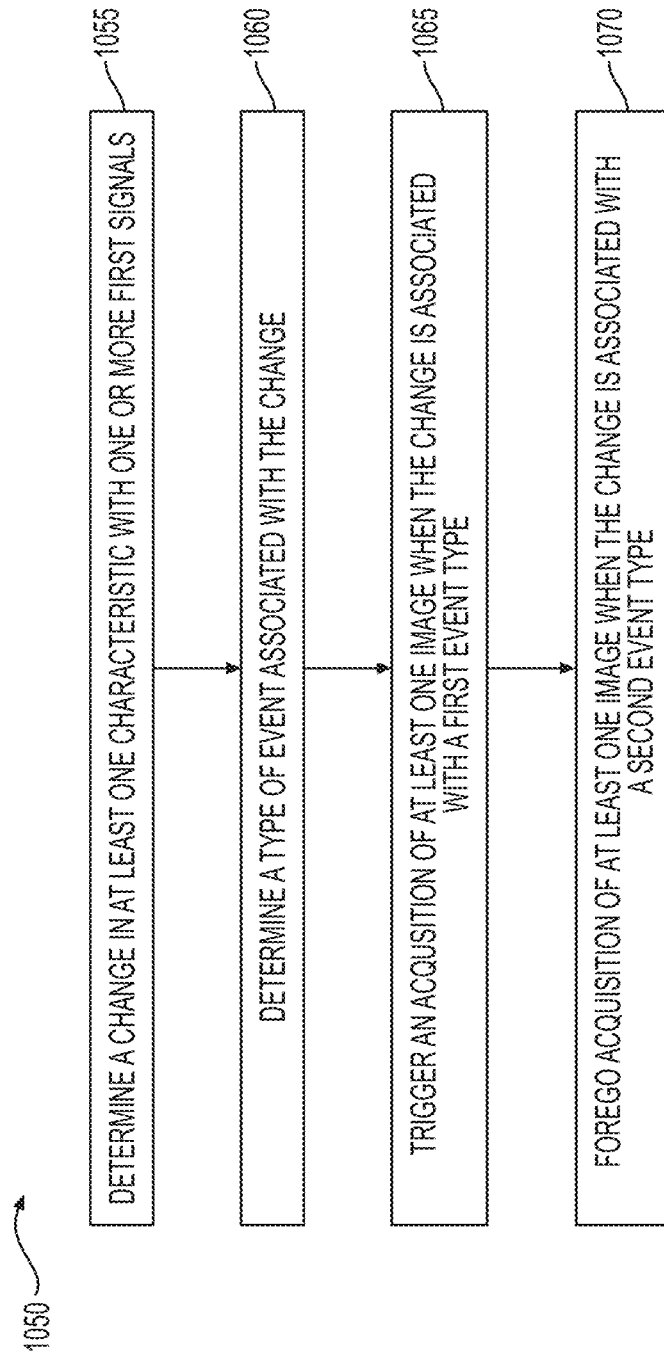 1050
DETERMINE A CHANGE IN AT LEAST ONE CHARACTERISTIC WITH ONE OR MORE FIRST SIGNALS
1055
DETERMINE A TYPE OF EVENT ASSOCIATED WITH THE CHANGE
1060
TRIGGER AN ACQUSITION OF AT LEAST ONE IMAGE WHEN THE CHANGE IS ASSOCIATED
WITH A FIRST EVENT TYPE
1065
FOREGO ACQUISITION OF AT LEAST ONE IMAGE WHEN THE CHANGE IS ASSOCIATED WITH
A SECOND EVENT TYPE
1070